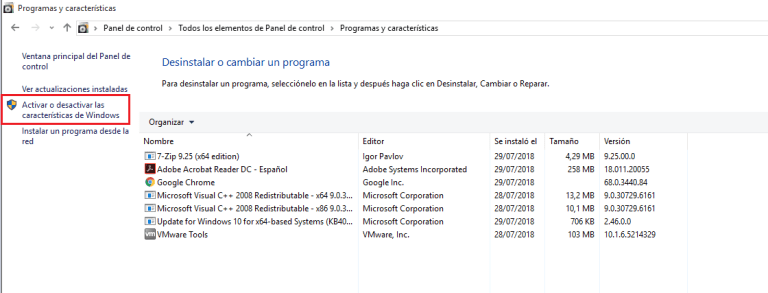 Programas y características
Panel de control › Todos los elementos de Panel de control › Programas y características
Ventana principal del Panel de
control
Ver actualizaciones instaladas
Activar o desactivar las
características de Windows
Instalar un programa desde la
red
Desinstalar o cambiar un programa
Para desinstalar un programa, selecciónelo en la lista y después haga clic en Desinstalar, Cambiar o Reparar.
Organizar
Nombre Editor Se instaló el Tamaño Versión
7-Zip 9.25 (x64 edition) Igor Pavlov 29/07/2018 4,29 MB 9.25.00.0
Adobe Acrobat Reader DC - Español Adobe Systems Incorporated 29/07/2018 258 MB 18.011.20055
Google Chrome Google Inc. 29/07/2018 68.0.3440.84
Microsoft Visual C++ 2008 Redistributable - x64 9.0.3... Microsoft Corporation 28/07/2018 13,2 MB 9.0.30729.6161
Microsoft Visual C++ 2008 Redistributable - x86 9.0.3... Microsoft Corporation 28/07/2018 10,1 MB 9.0.30729.6161
Update for Windows 10 for x64-based Systems (KB40... Microsoft Corporation 29/07/2018 706 KB 2.46.0.0
VMware Tools VMware, Inc. 28/07/2018 103 MB 10.1.6.5214329